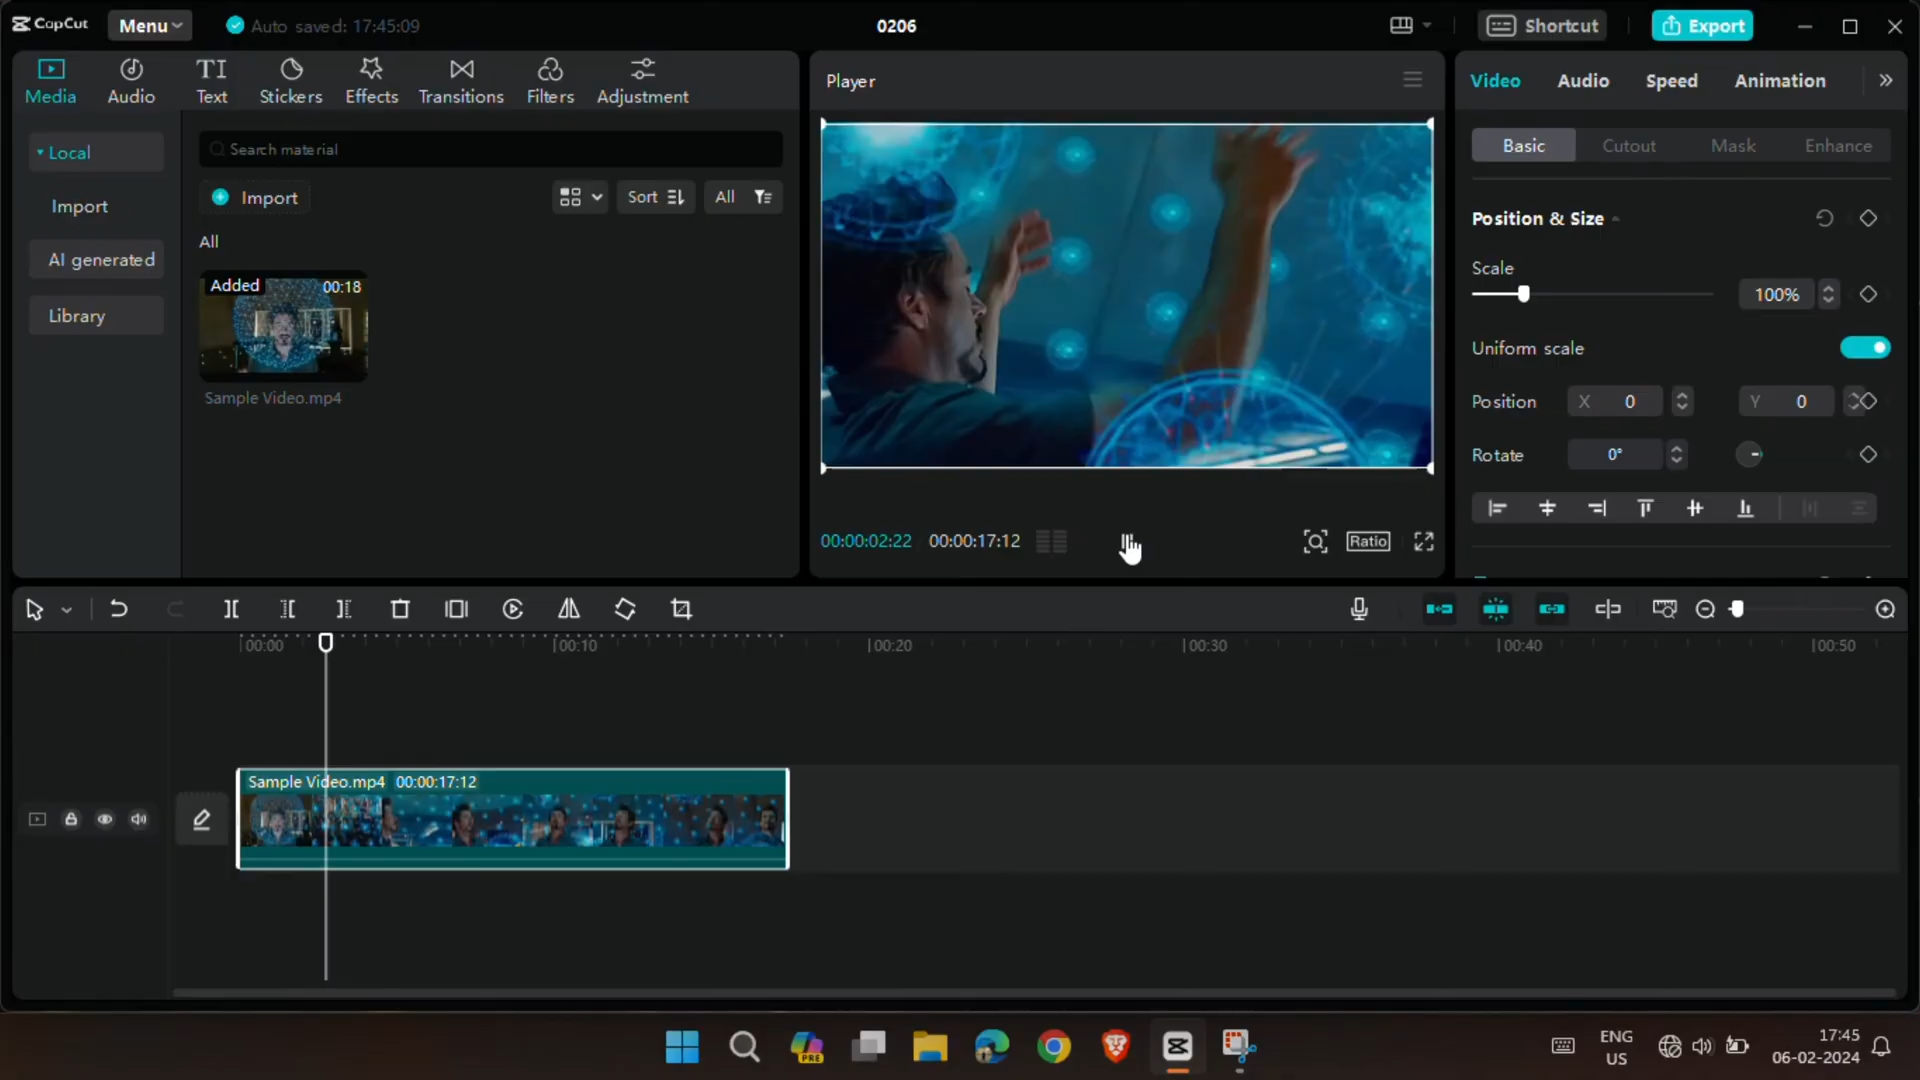 CapCut
Menu
Auto saved: 17:45:09
0206
Shortcut
Export
Media
Audio
TI
Text
Stickers
Effects
Transitions
Filters
Adjustment
Local
Import
AI generated
Library
Search material
Import
Sort
All
All
Added
00:18
Sample Video.mp4
Player
00:00:02:22
00:00:17:12
Ratio
Video
Audio
Speed
Animation
Basic
Cutout
Mask
Enhance
Position & Size
Scale
100%
Uniform scale
Position
X 0
Y 0
Rotate
0°
00:00
00:10
00:20
00:30
00:40
00:50
Sample Video.mp4 00:00:17:12
PRE
ENG
US
17:45
06-02-2024